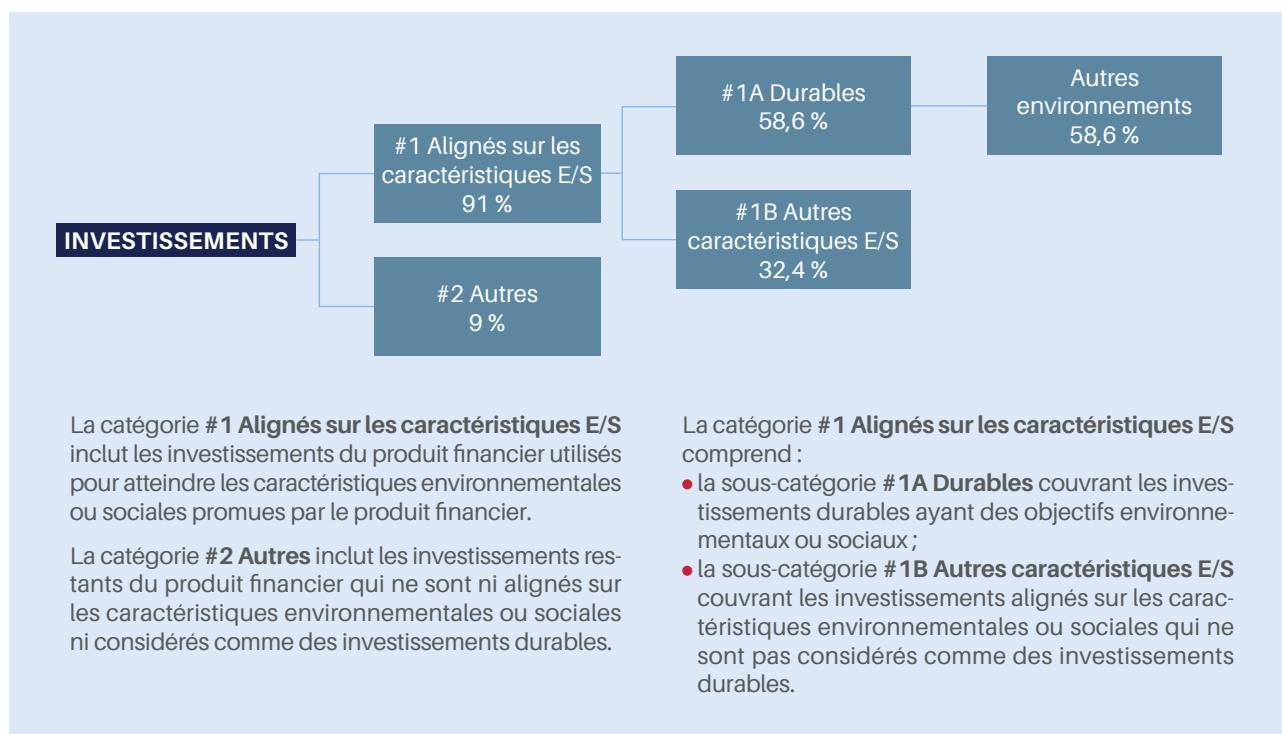 INVESTISSEMENTS
#1 Alignés sur les
caractéristiques E/S
91 %
#2 Autres
9 %
#1A Durables
58,6 %
#1B Autres
caractéristiques E/S
32,4 %
Autres
environnements
58,6 %
La catégorie #1 Alignés sur les caractéristiques E/S
inclut les investissements du produit financier utilisés
pour atteindre les caractéristiques environnementales
ou sociales promues par le produit financier.
La catégorie #2 Autres inclut les investissements res-
tants du produit financier qui ne sont ni alignés sur
les caractéristiques environnementales ou sociales
ni considérés comme des investissements durables.
La catégorie #1 Alignés sur les caractéristiques E/S
comprend :
• la sous-catégorie #1A Durables couvrant les inves-
tissements durables ayant des objectifs environne-
mentaux ou sociaux ;
• la sous-catégorie #1B Autres caractéristiques E/S
couvrant les investissements alignés sur les carac-
téristiques environnementales ou sociales qui ne
sont pas considérés comme des investissements
durables.